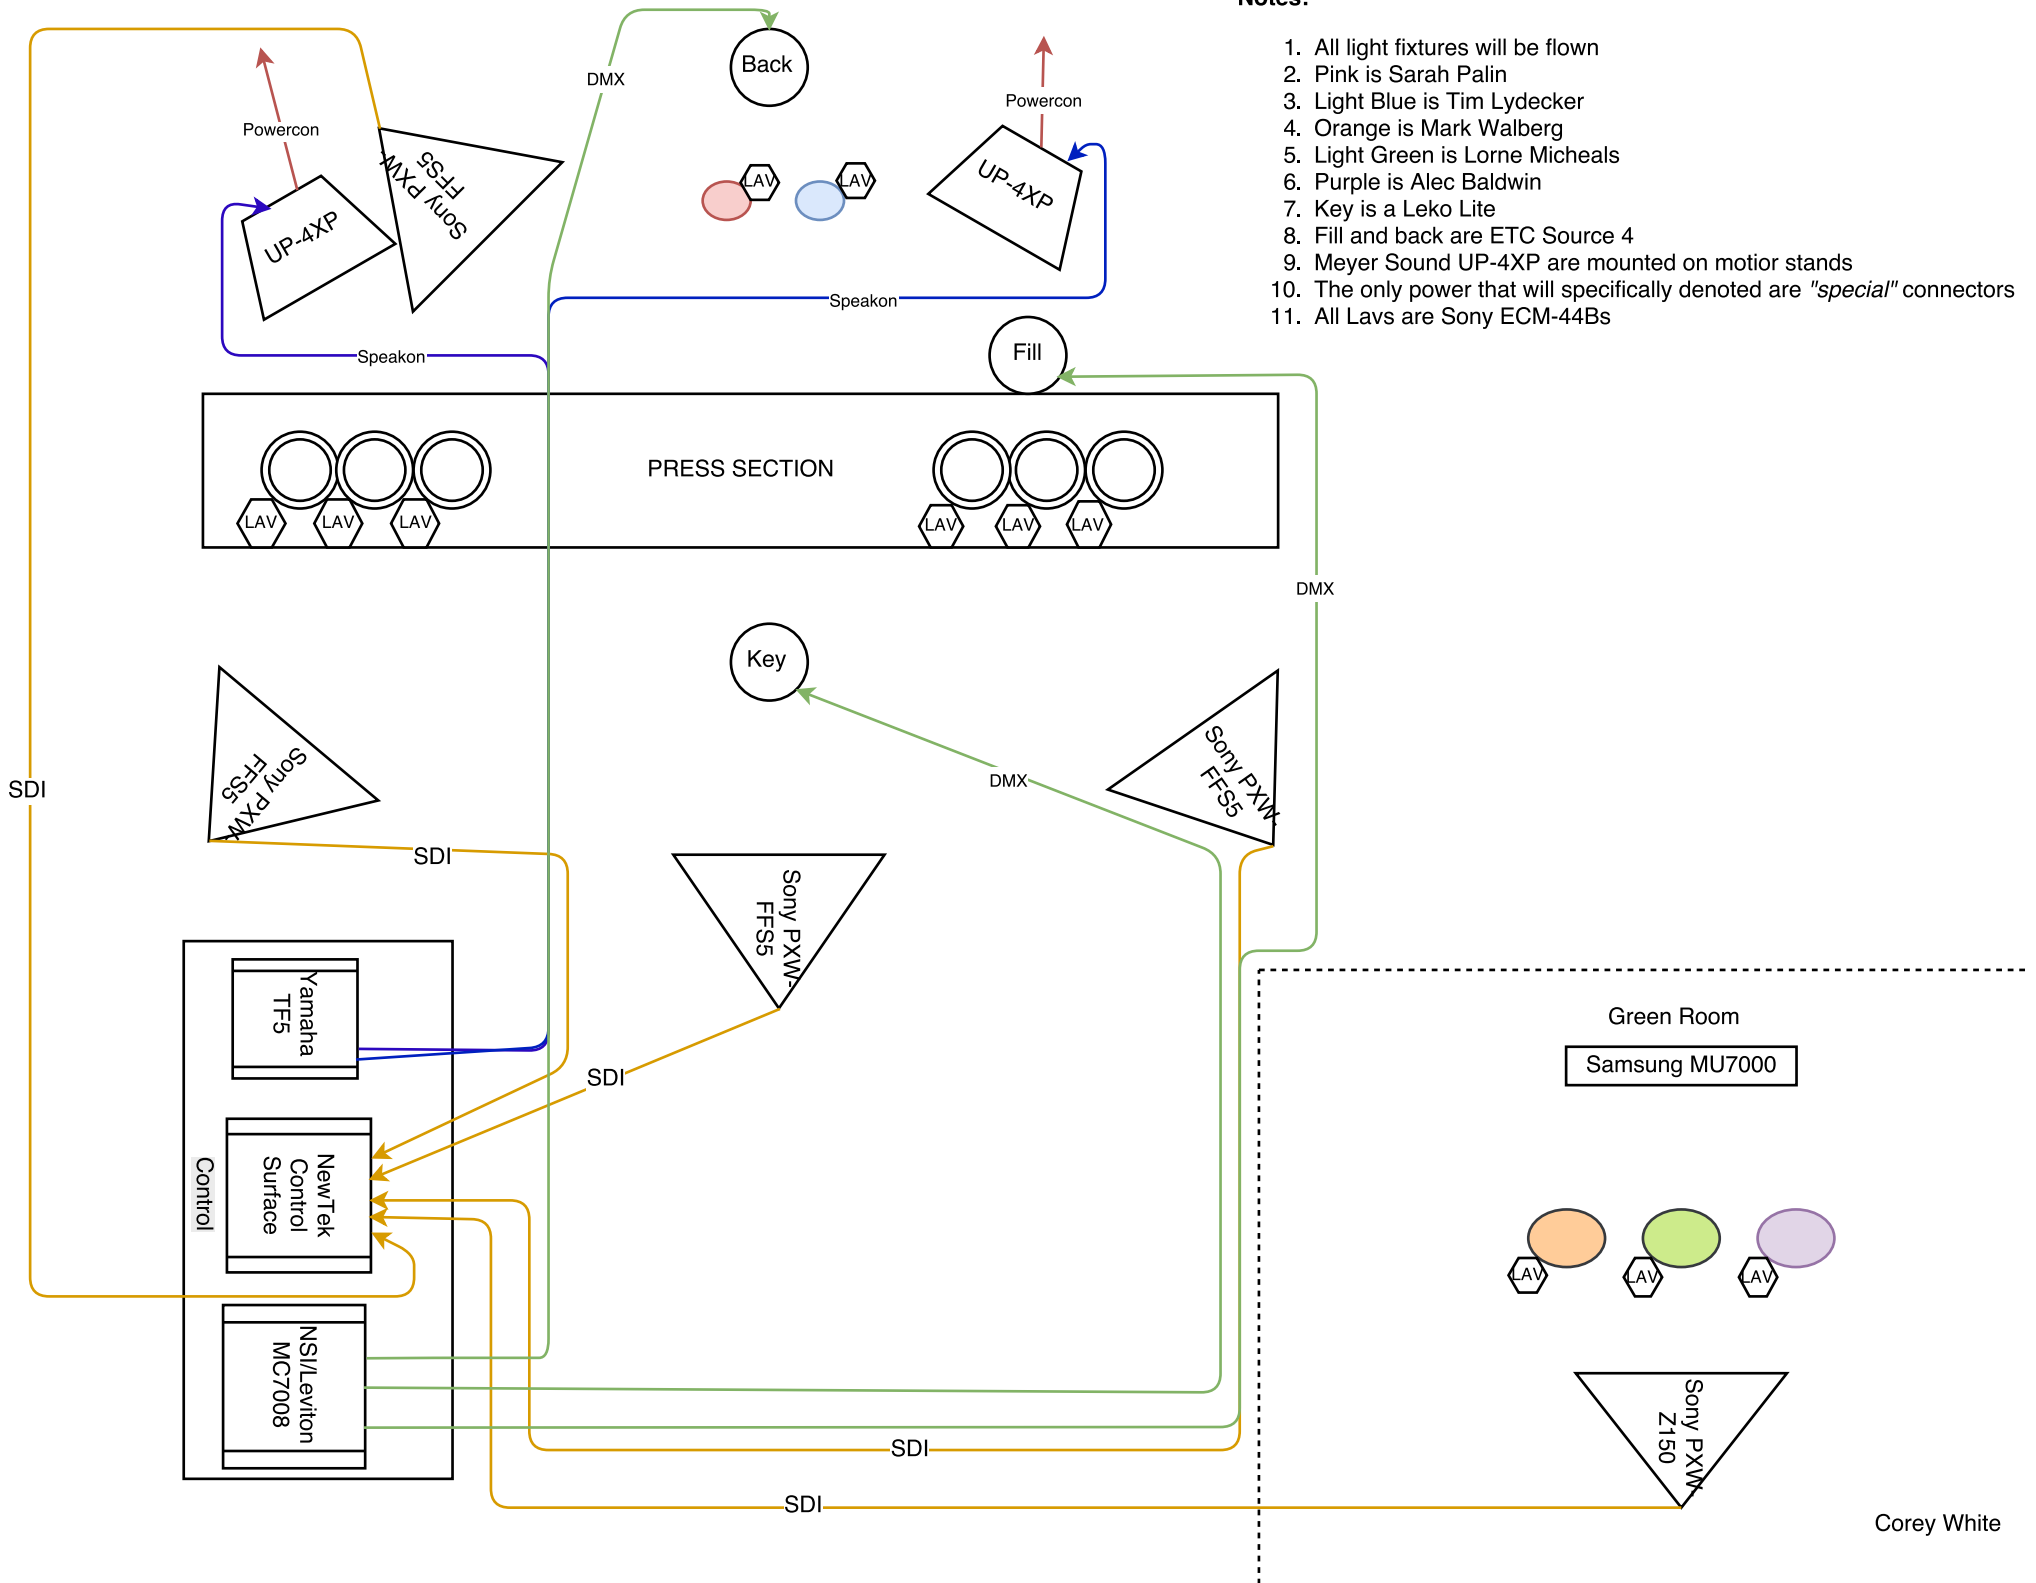 Notes:
1. All light fixtures will be flown
2. Pink is Sarah Palin
3. Light Blue is Tim Lydecker
4. Orange is Mark Walberg
5. Light Green is Lorne Micheals
6. Purple is Alec Baldwin
7. Key is a Leko Lite
8. Fill and back are ETC Source 4
9. Meyer Sound UP-4XP are mounted on motior stands
10. The only power that will specifically denoted are "special" connectors
11. All Lavs are Sony ECM-44Bs
Back
DMX
Powercon
Powercon
Sony PXW-
FFS5
LAV
LAV
UP-4XP
UP-4XP
Speakon
Speakon
Fill
PRESS SECTION
LAV
LAV
LAV
LAV
LAV
LAV
DMX
Key
DMX
Sony PXW-
FFS5
Sony PXW-
FFS5
SDI
SDI
Sony PXW-
FFS5
SDI
Yamaha
TF5
NewTek
Control
Surface
Control
NSI/Leviton
MC7008
SDI
SDI
Green Room
Samsung MU7000
LAV
LAV
LAV
Sony PXW-
Z150
Corey White